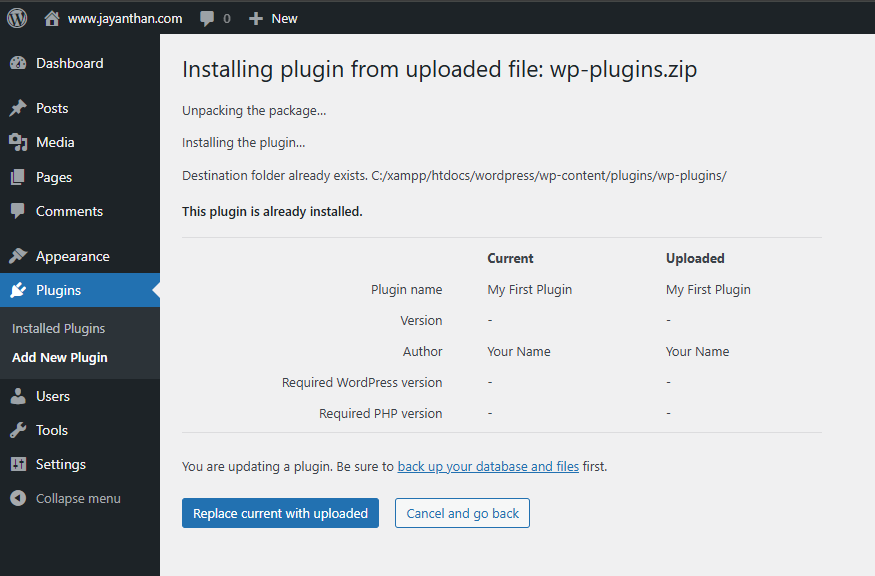 www.jayanthan.com 0 New
Dashboard
Posts
Media
Pages
Comments
Appearance
Plugins
Installed Plugins
Add New Plugin
Users
Tools
Settings
Collapse menu
Installing plugin from uploaded file: wp-plugins.zip
Unpacking the package…
Installing the plugin…
Destination folder already exists. C:/xampp/htdocs/wordpress/wp-content/plugins/wp-plugins/
This plugin is already installed.
Current Uploaded
Plugin name My First Plugin My First Plugin
Version - -
Author Your Name Your Name
Required WordPress version - -
Required PHP version - -
You are updating a plugin. Be sure to back up your database and files first.
Replace current with uploaded Cancel and go back